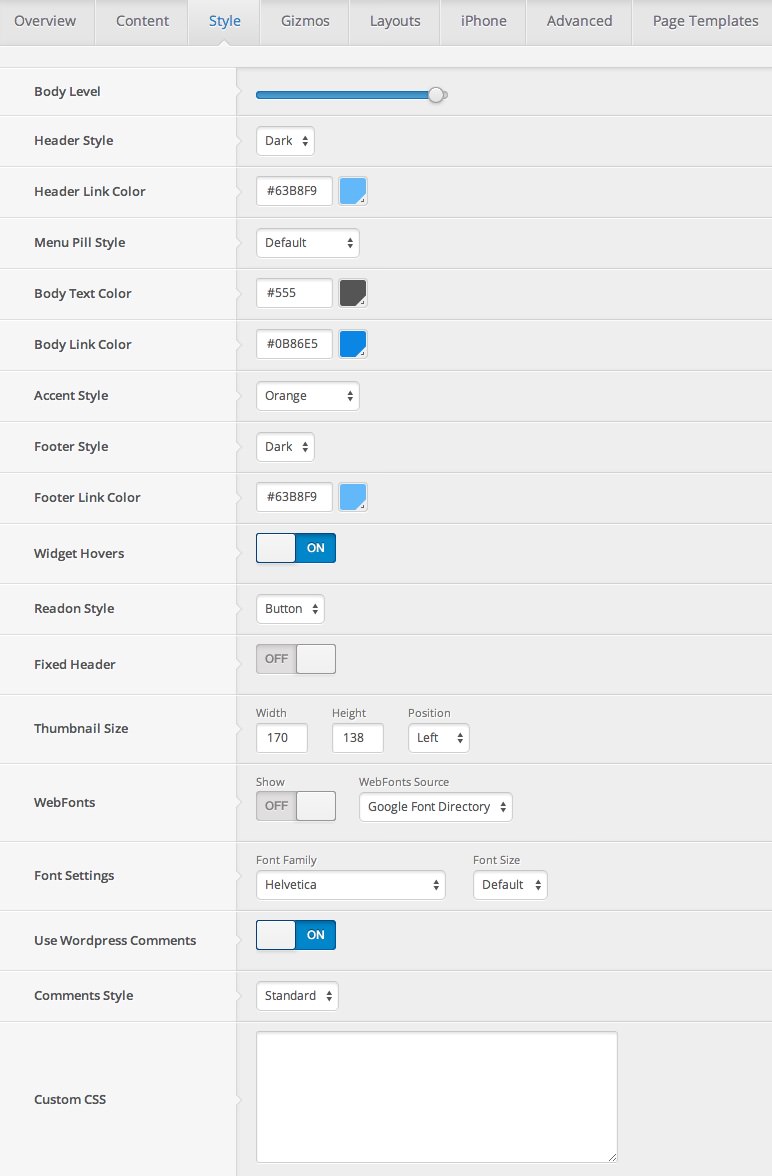 Overview Content Style Gizmos Layouts iPhone Advanced Page Templates
Body Level
Header Style Dark
Header Link Color #63B8F9
Menu Pill Style Default
Body Text Color #555
Body Link Color #0B86E5
Accent Style Orange
Footer Style Dark
Footer Link Color #63B8F9
Widget Hovers ON
Readon Style Button
Fixed Header OFF
Width Height Position
Thumbnail Size 170 138 Left
Show WebFonts Source
WebFonts OFF Google Font Directory
Font Family Font Size
Font Settings Helvetica Default
Use Wordpress Comments ON
Comments Style Standard
Custom CSS